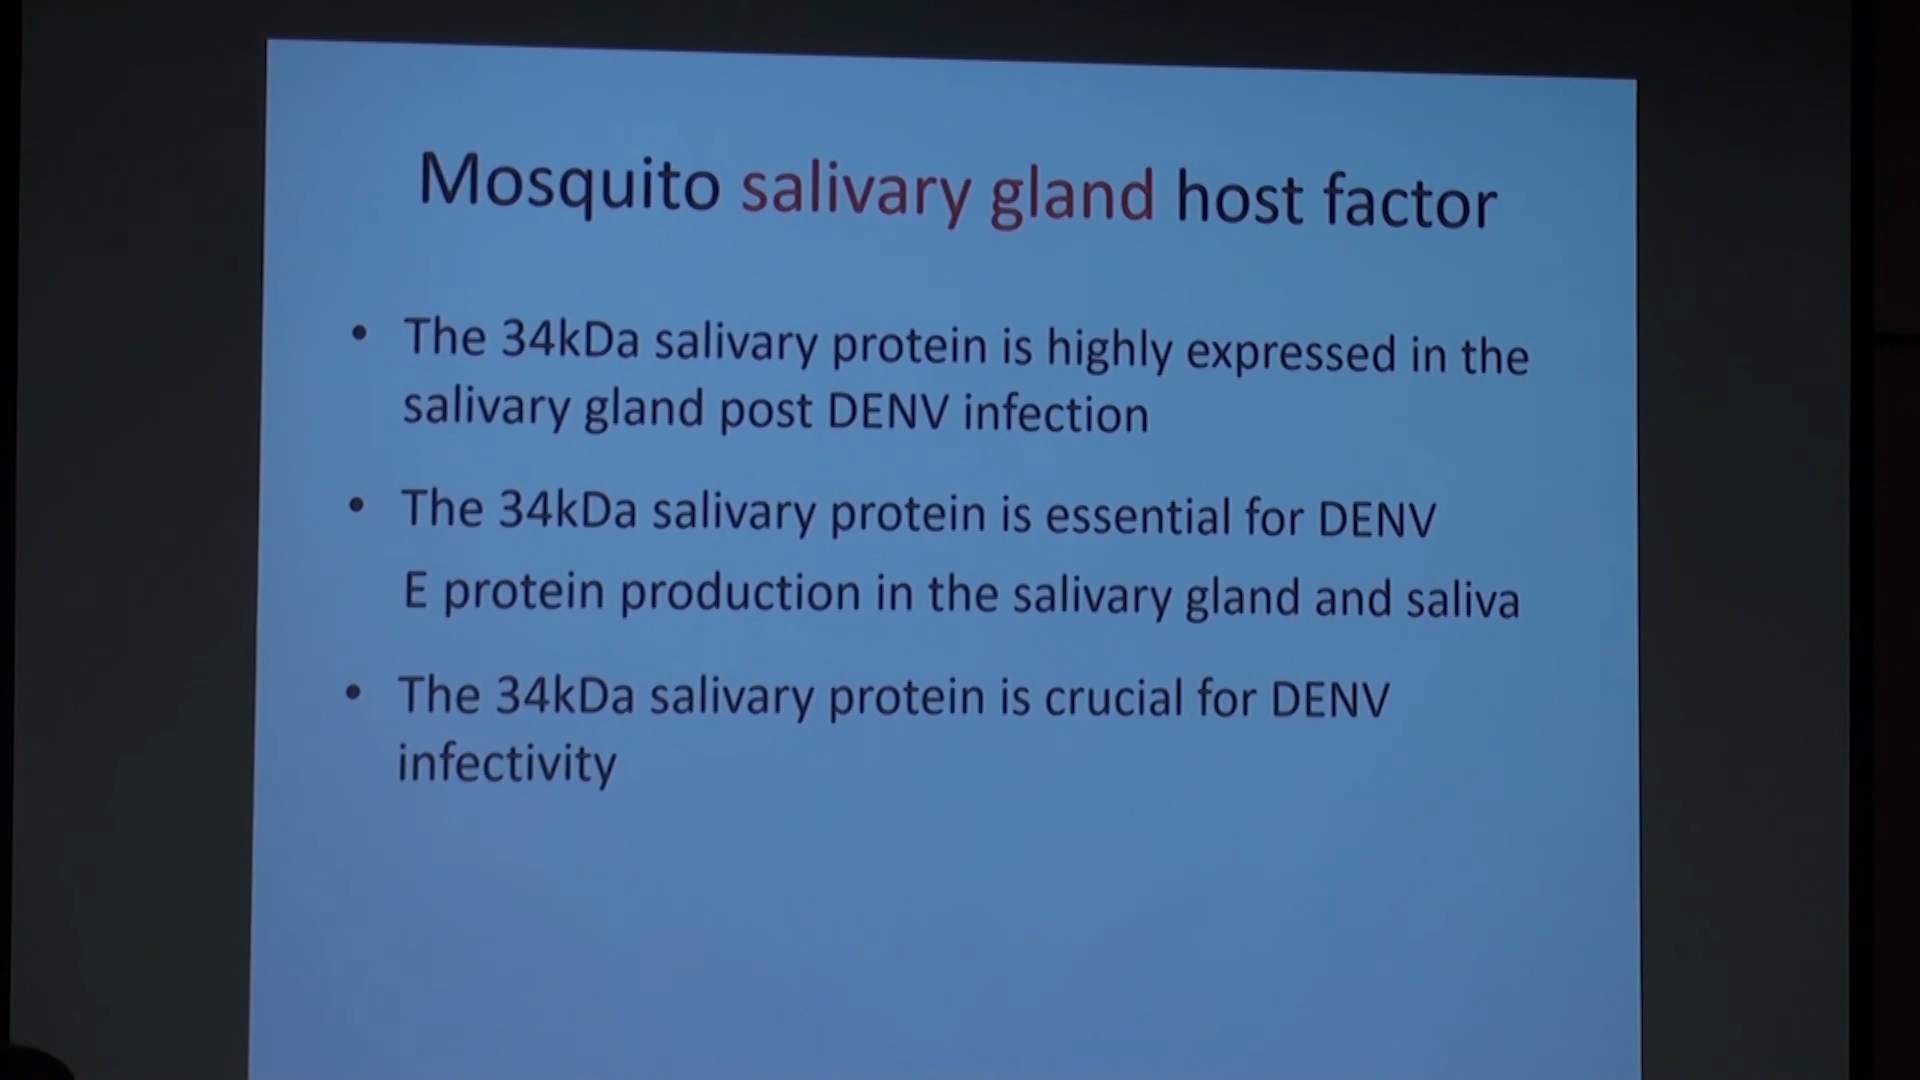 Mosquito salivary gland host factor
• The 34kDa salivary protein is highly expressed in the
salivary gland post DENV infection
• The 34kDa salivary protein is essential for DENV
E protein production in the salivary gland and saliva
• The 34kDa salivary protein is crucial for DENV
infectivity